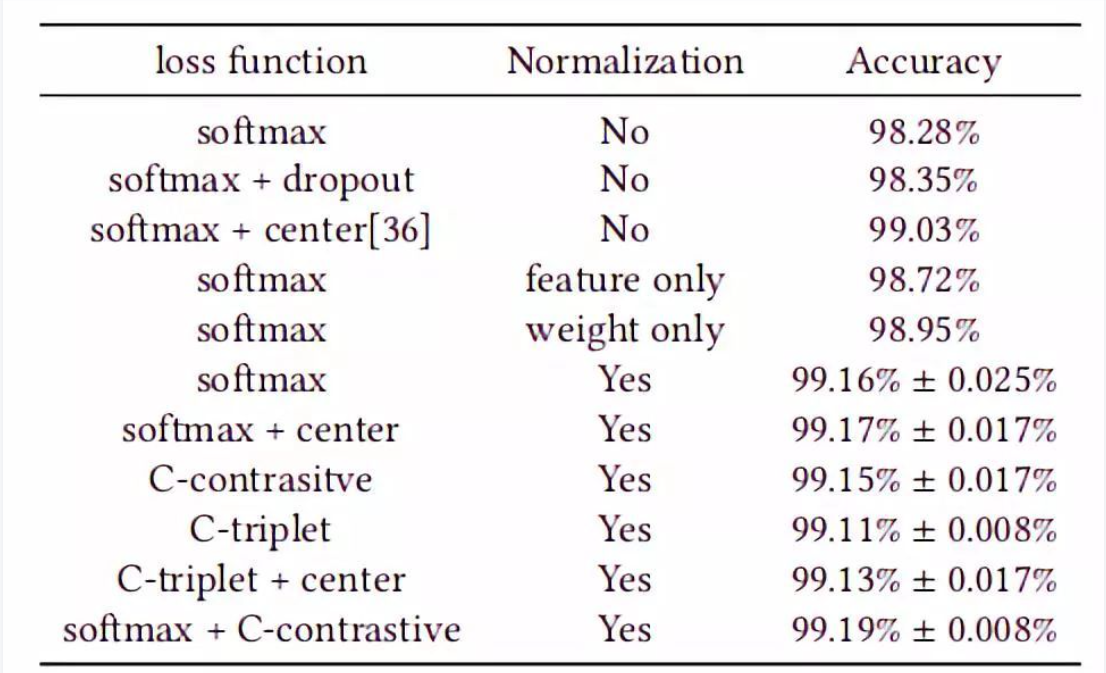 loss function Normalization Accuracy
softmax No 98.28%
softmax + dropout No 98.35%
softmax + center[36] No 99.03%
softmax feature only 98.72%
softmax weight only 98.95%
softmax Yes 99.16% ± 0.025%
softmax + center Yes 99.17% ± 0.017%
C-contrasitve Yes 99.15% ± 0.017%
C-triplet Yes 99.11% ± 0.008%
C-triplet + center Yes 99.13% ± 0.017%
softmax + C-contrastive Yes 99.19% ± 0.008%